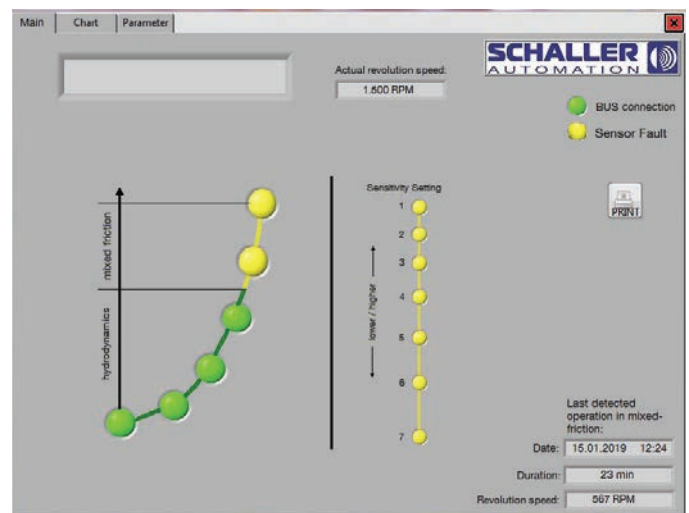 Main Chart Parameter
SCHALLER
AUTOMATION
Actual revolution speed:
1.600 RPM
BUS connection
Sensor Fault
PRINT
mixed friction
hydrodynamics
Sensitivity Setting
1
2
3
4
5
6
7
lower / higher
Last detected
operation in mixed-
friction:
Date: 15.01.2019 12:24
Duration: 23 min
Revolution speed: 567 RPM